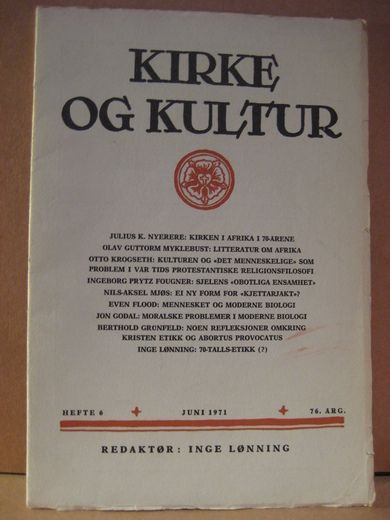 KIRKE
OG KULTUR
JULIUS K. NYERERE: KIRKEN I AFRIKA I 70-ÅRENE
OLAV GUTTORM MYKLEBUST: LITTERATUR OM AFRIKA
OTTO KROGSETH: KULTUREN OG «DET MENNESKELIGE» SOM
PROBLEM I VÅR TIDS PROTESTANTISKE RELIGIONSFILOSOFI
INGEBORG PRYTZ FOUGNER: SJELENS «OBOTLIGA ENSAMHET»
NILS-AKSEL MJØS: EI NY FORM FOR «KJETTARJAKT»?
EVEN FLOOD: MENNESKET OG MODERNE BIOLOGI
JON GODAL: MORALSKE PROBLEMER I MODERNE BIOLOGI
BERTHOLD GRÜNFELD: NOEN REFLEKSJONER OMKRING
KRISTEN ETIKK OG ABORTUS PROVOCATUS
INGE LØNNING: 70-TALLS-ETIKK (?)
HEFTE 6 JUNI 1971 76. ÅRG.
REDAKTØR: INGE LØNNING